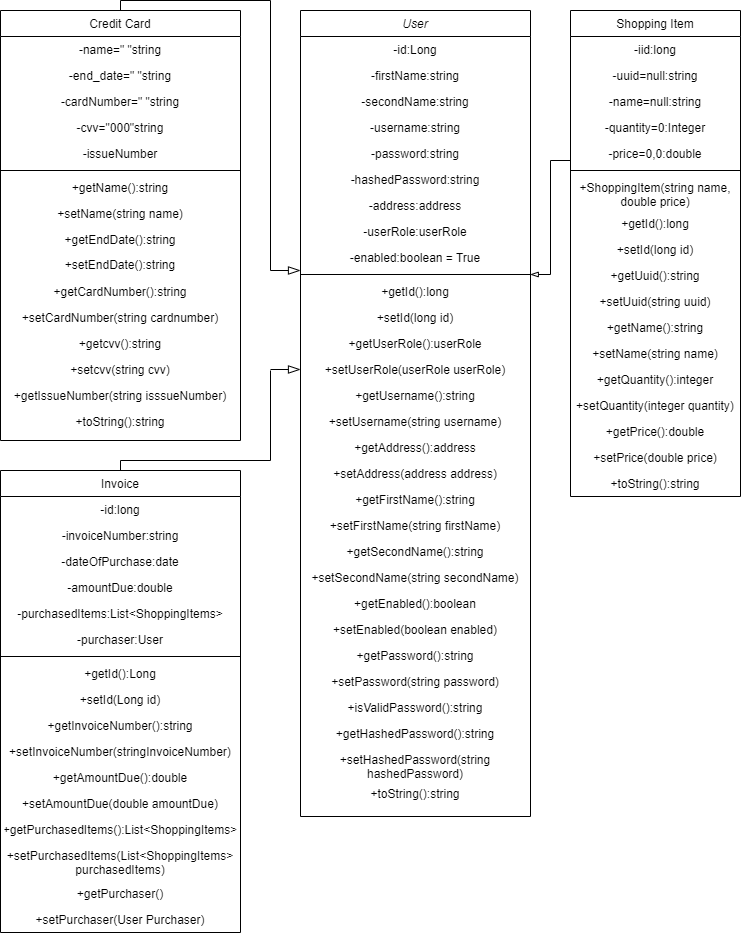 Credit Card
-name=" "string
-end_date=" "string
-cardNumber=" "string
-cvv="000"string
-issueNumber
+getName():string
+setName(string name)
+getEndDate():string
+setEndDate():string
+getCardNumber():string
+setCardNumber(string cardnumber)
+getcvv():string
+setcvv(string cvv)
+getIssueNumber(string isssueNumber)
+toString():string
Invoice
-id:long
-invoiceNumber:string
-dateOfPurchase:date
-amountDue:double
-purchasedItems:List<ShoppingItems>
-purchaser:User
+getId():Long
+setId(Long id)
+getInvoiceNumber():string
+setInvoiceNumber(stringInvoiceNumber)
+getAmountDue():double
+setAmountDue(double amountDue)
+getPurchasedItems():List<ShoppingItems>
+setPurchasedItems(List<ShoppingItems>
purchasedItems)
+getPurchaser()
+setPurchaser(User Purchaser)
User
-id:Long
-firstName:string
-secondName:string
-username:string
-password:string
-hashedPassword:string
-address:address
-userRole:userRole
-enabled:boolean = True
+getId():long
+setId(long id)
+getUserRole():userRole
+setUserRole(userRole userRole)
+getUsername():string
+setUsername(string username)
+getAddress():address
+setAddress(address address)
+getFirstName():string
+setFirstName(string firstName)
+getSecondName():string
+setSecondName(string secondName)
+getEnabled():boolean
+setEnabled(boolean enabled)
+getPassword():string
+setPassword(string password)
+isValidPassword():string
+getHashedPassword():string
+setHashedPassword(string
hashedPassword)
+toString():string
Shopping Item
-iid:long
-uuid=null:string
-name=null:string
-quantity=0:Integer
-price=0,0:double
+ShoppingItem(string name,
double price)
+getId():long
+setId(long id)
+getUuid():string
+setUuid(string uuid)
+getName():string
+setName(string name)
+getQuantity():integer
+setQuantity(integer quantity)
+getPrice():double
+setPrice(double price)
+toString():string